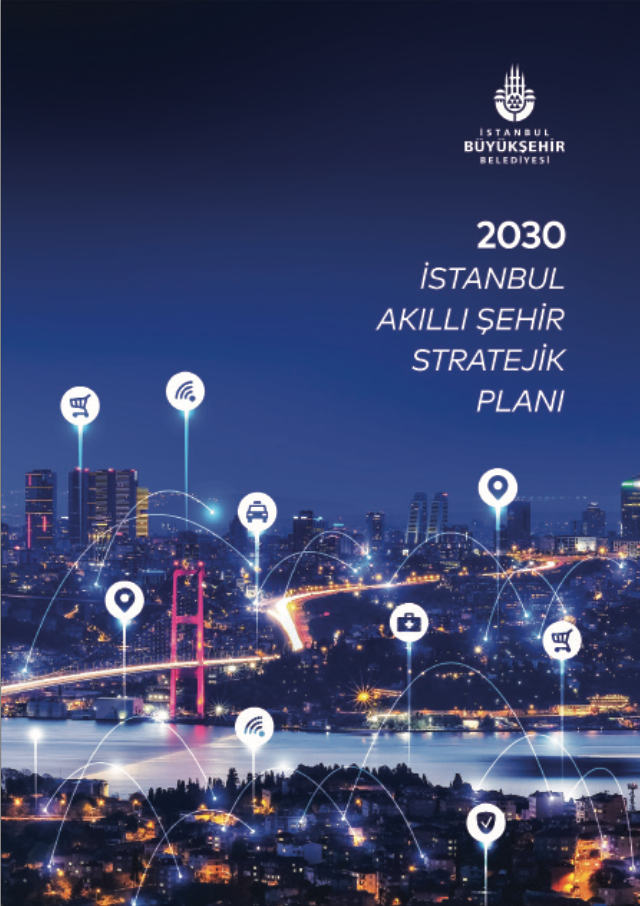 İSTANBUL
BÜYÜKŞEHİR
BELEDİYESİ
2030
İSTANBUL
AKILLI ŞEHİR
STRATEJİK
PLANI